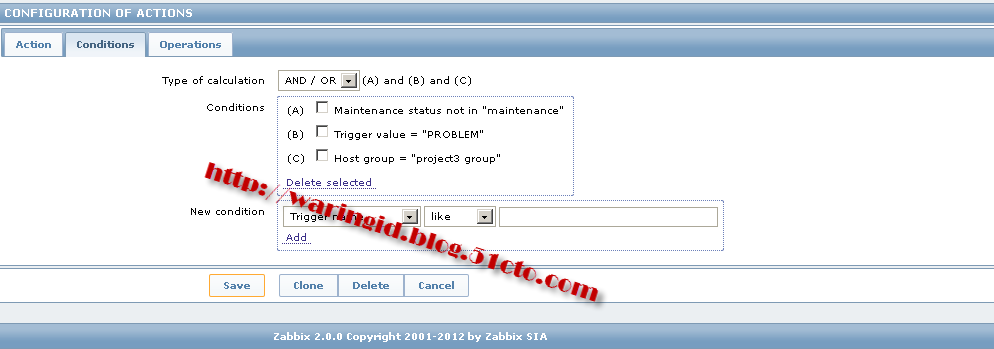 CONFIGURATION OF ACTIONS
Action Conditions Operations
Type of calculation AND / OR (A) and (B) and (C)
Conditions (A) Maintenance status not in "maintenance"
(B) Trigger value = "PROBLEM"
(C) Host group = "project3 group"
Delete selected
http://waringid.blog.51cto.com
New condition Trigger name like
Add
Save Clone Delete Cancel
Zabbix 2.0.0 Copyright 2001-2012 by Zabbix SIA